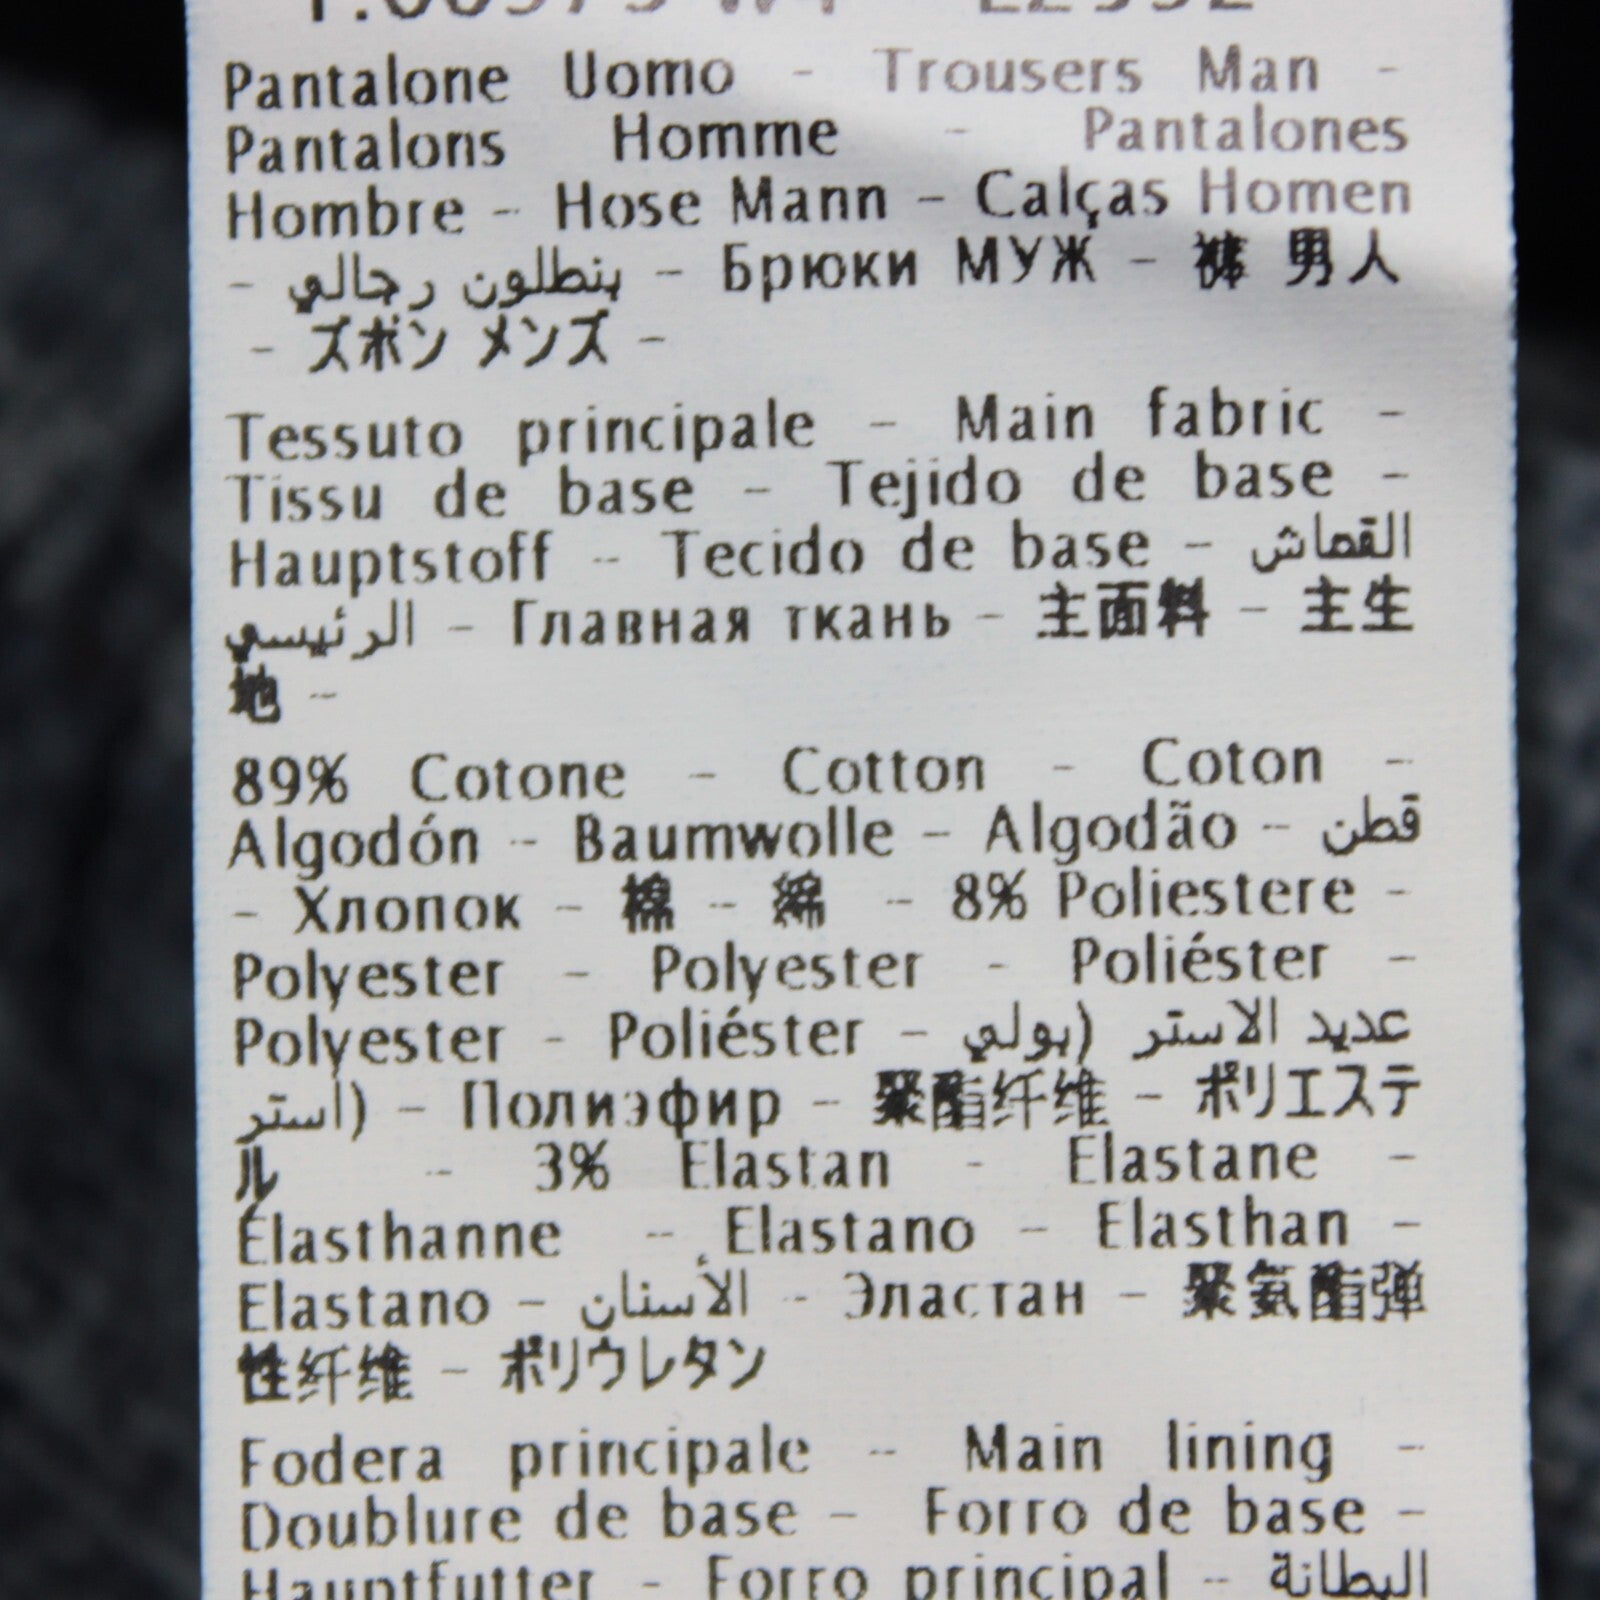 Pantalone Uomo - Trousers Man -
Pantalons Homme - Pantalones
Hombre - Hose Mann - Calças Homen
- بنطلون رجالي - Брюки МУЖ - 裤 男人
- ズボン メンズ -
Tessuto principale - Main fabric -
Tissu de base - Tejido de base -
Hauptstoff - Tecido de base - القماش
الرئيسي - Главная ткань - 主面料 - 主生
地 -
89% Cotone - Cotton - Coton -
Algodón - Baumwolle - Algodão - قطن
- Хлопок - 棉 - 綿 - 8% Poliestere -
Polyester - Polyester - Poliéster -
Polyester - Poliéster - عديد الاستر (بولي
استر) - Полиэфир - 聚酯纤维 - ポリエステ
ル - 3% Elastan - Elastane -
Élasthanne - Elastano - Elasthan -
Elastano - الأسنان - Эластан - 聚氨酯弹
性纤维 - ポリウレタン
Fodera principale - Main lining -
Doublure de base - Forro de base -
Hauptfutter - Forro principal - البطانة